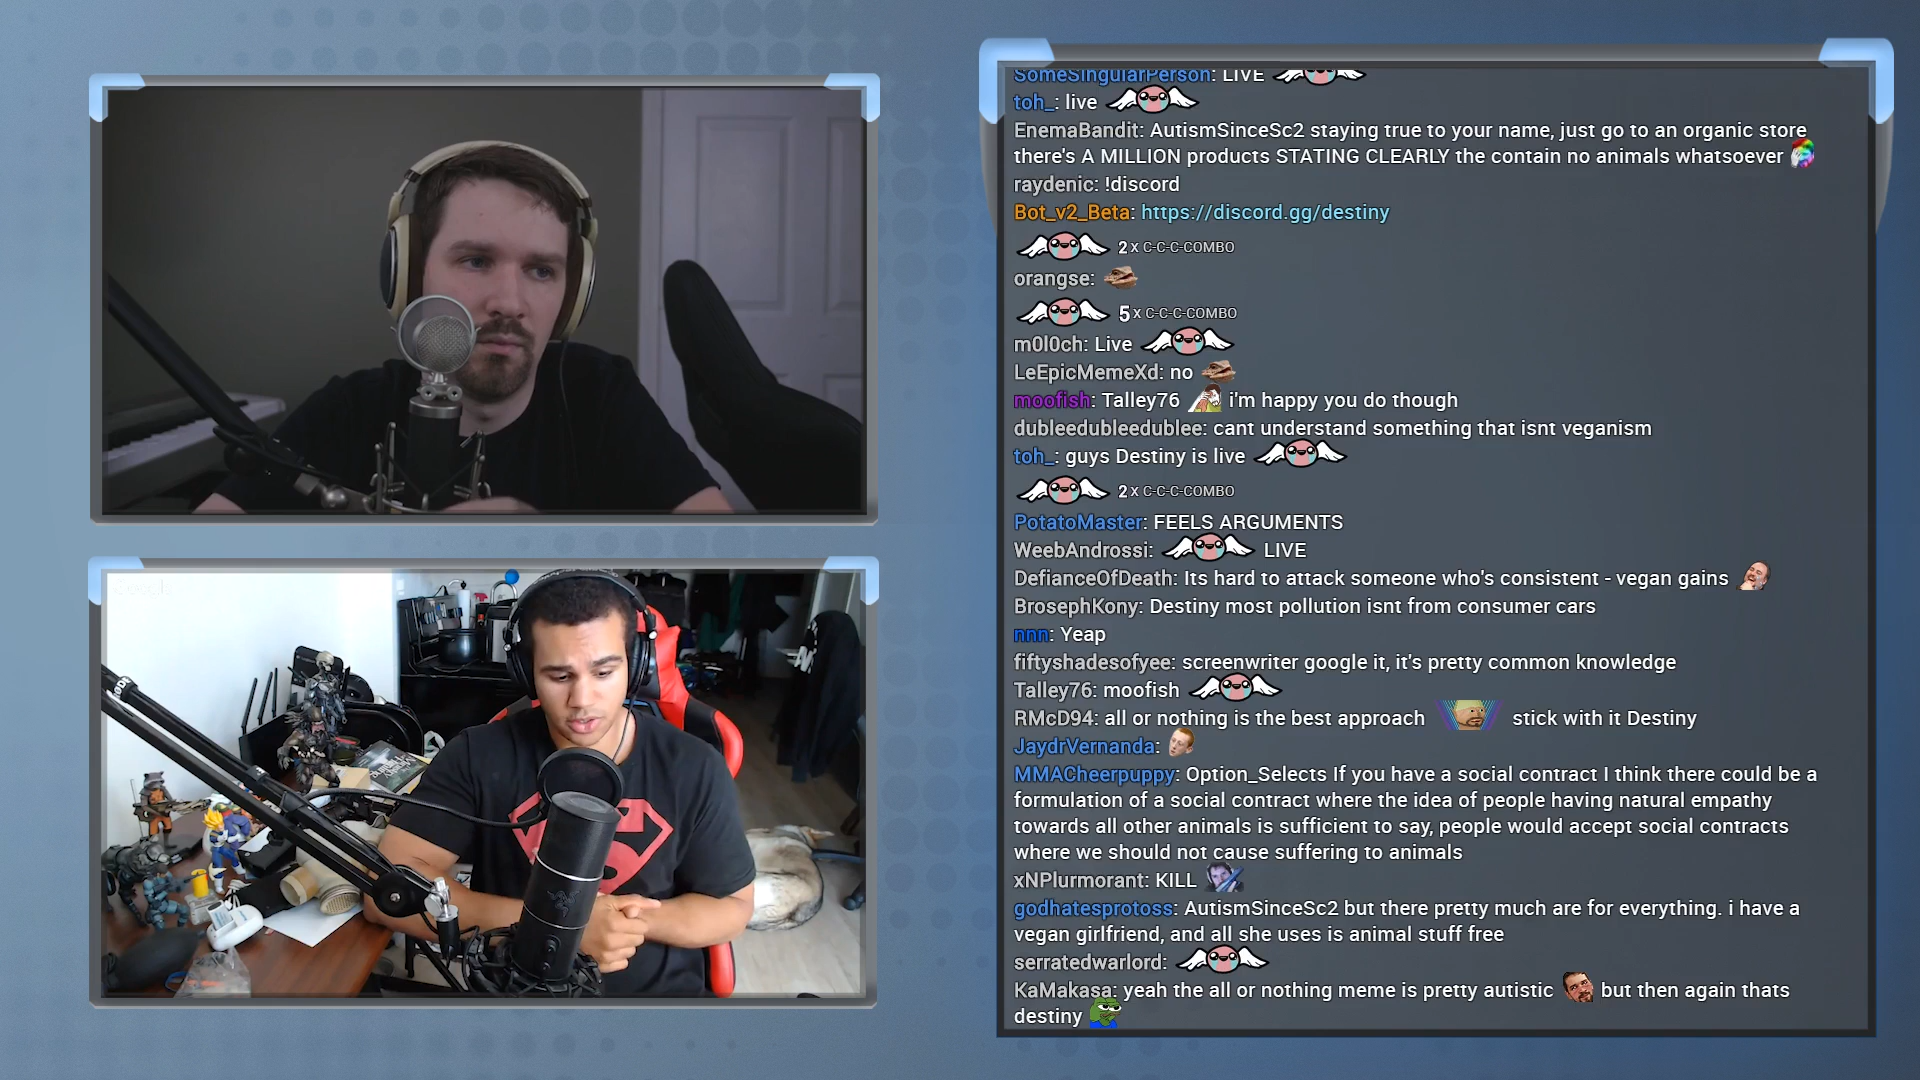 SomeSingularPerson: LIVE
toh_: live
EnemaBandit: AutismSinceSc2 staying true to your name, just go to an organic store
there's A MILLION products STATING CLEARLY the contain no animals whatsoever
raydenic: !discord
Bot_v2_Beta: https://discord.gg/destiny
2x C-C-C-COMBO
orangse:
5x C-C-C-COMBO
m0l0ch: Live
LeEpicMemeXd: no
moofish: Talley76 i'm happy you do though
dubleedubleedublee: cant understand something that isnt veganism
toh_: guys Destiny is live
2x C-C-C-COMBO
PotatoMaster: FEELS ARGUMENTS
WeebAndrossi: LIVE
DefianceOfDeath: Its hard to attack someone who's consistent - vegan gains
BrosephKony: Destiny most pollution isnt from consumer cars
nnn: Yeap
fiftyshadesofyee: screenwriter google it, it's pretty common knowledge
Talley76: moofish
RMcD94: all or nothing is the best approach stick with it Destiny
JaydrVernanda:
MMACheerpuppy: Option_Selects If you have a social contract I think there could be a
formulation of a social contract where the idea of people having natural empathy
towards all other animals is sufficient to say, people would accept social contracts
where we should not cause suffering to animals
xNPlurmorant: KILL
godhatesprotoss: AutismSinceSc2 but there pretty much are for everything. i have a
vegan girlfriend, and all she uses is animal stuff free
serratedwarlord:
KaMakasa: yeah the all or nothing meme is pretty autistic but then again thats
destiny